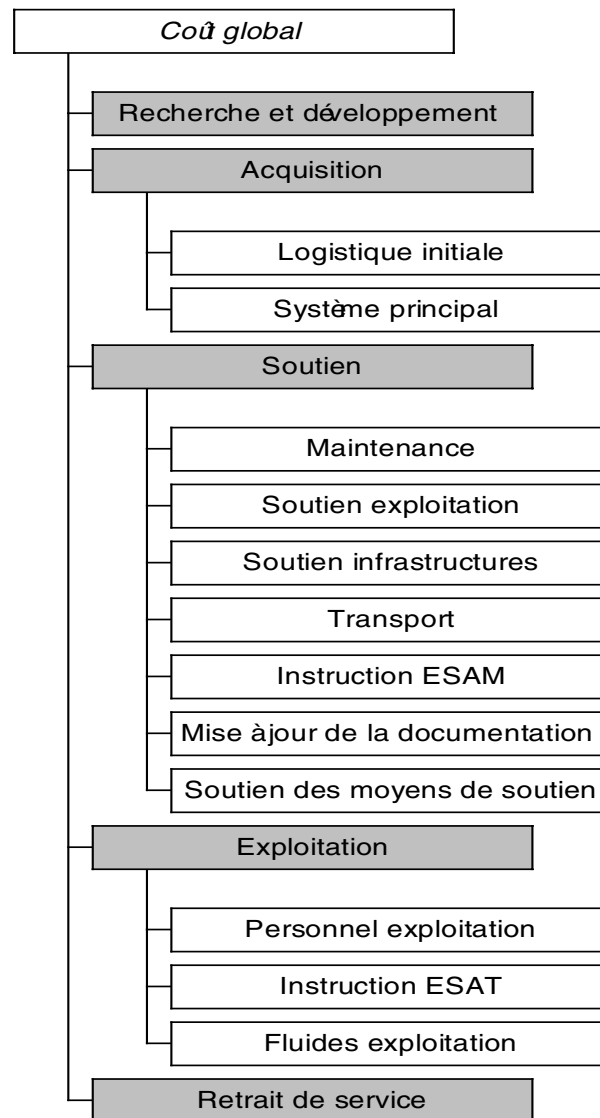 Coût global
Recherche et développement
Acquisition
Logistique initiale
Système principal
Soutien
Maintenance
Soutien exploitation
Soutien infrastructures
Transport
Instruction ESAM
Mise àjour de la documentation
Soutien des moyens de soutien
Exploitation
Personnel exploitation
Instruction ESAT
Fluides exploitation
Retrait de service